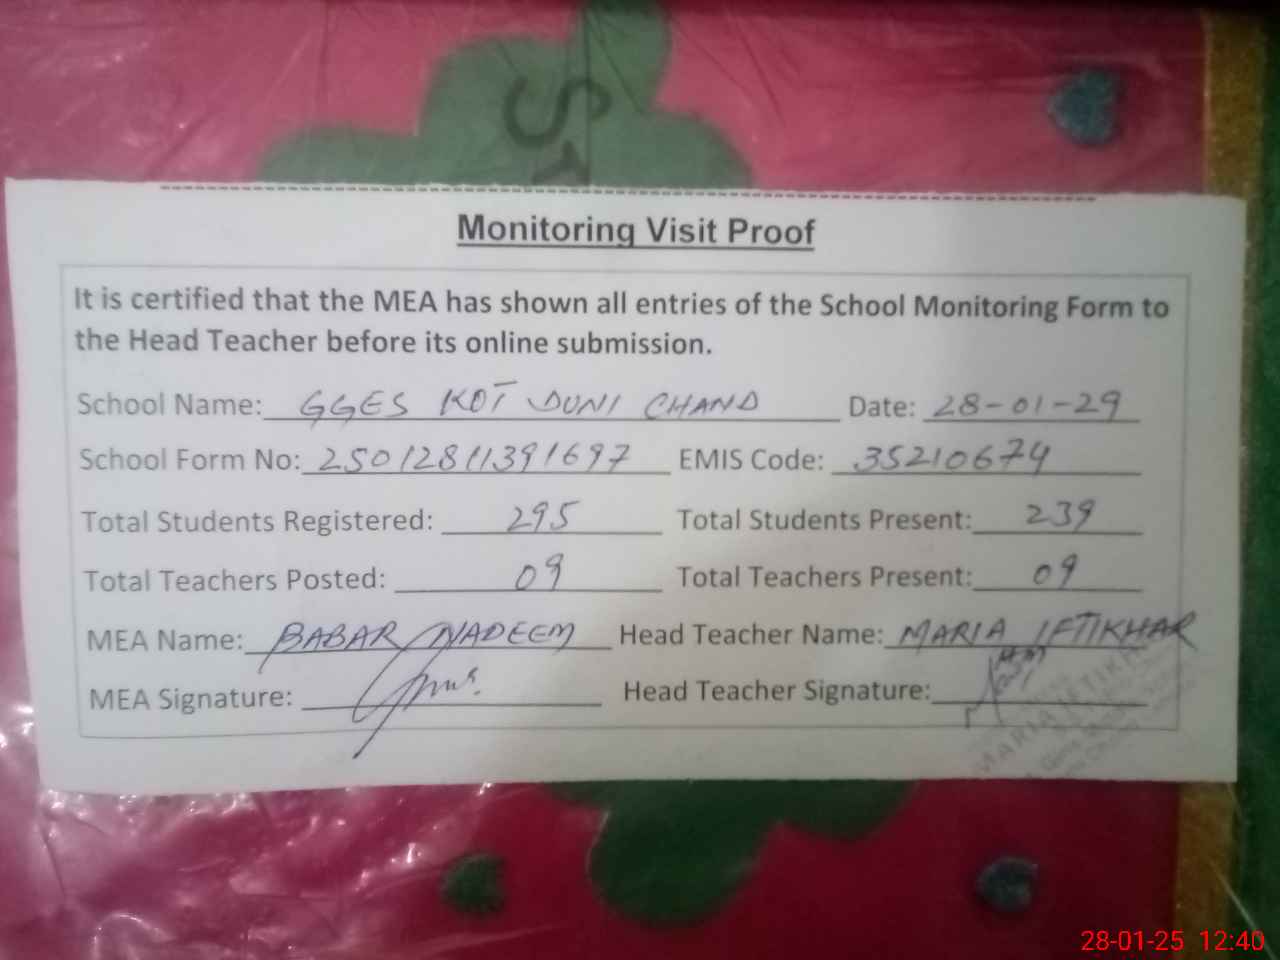 St
Monitoring Visit Proof
It is certified that the MEA has shown all entries of the School Monitoring Form to
the Head Teacher before its online submission.
School Name: GGES KOT DUNI CHAND Date: 28-01-29
School Form No: 25012811391697 EMIS Code: 35210674
Total Students Registered: 295 Total Students Present: 239
Total Teachers Posted: 09 Total Teachers Present: 09
MEA Name: BABAR NADEEM Head Teacher Name: MARIA IFTIKHAR
MEA Signature: Head Teacher Signature:
MARIA IFTIKHAR
28-01-25 12:40